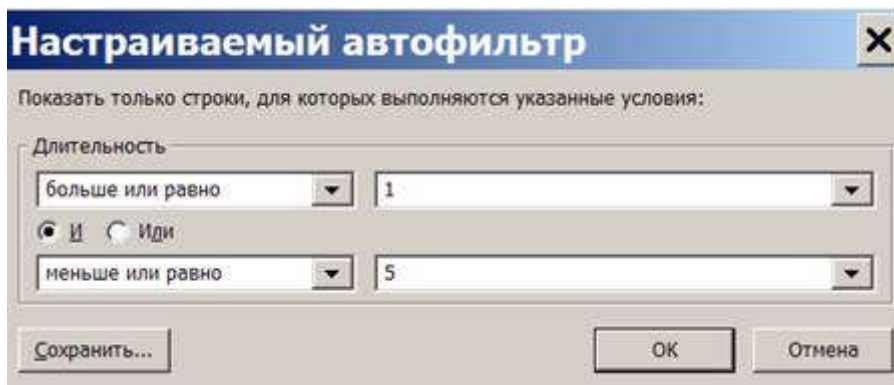 Настраиваемый автофильтр
Показать только строки, для которых выполняются указанные условия:
Длительность
больше или равно 1
И Или
меньше или равно 5
Сохранить... ОК Отмена